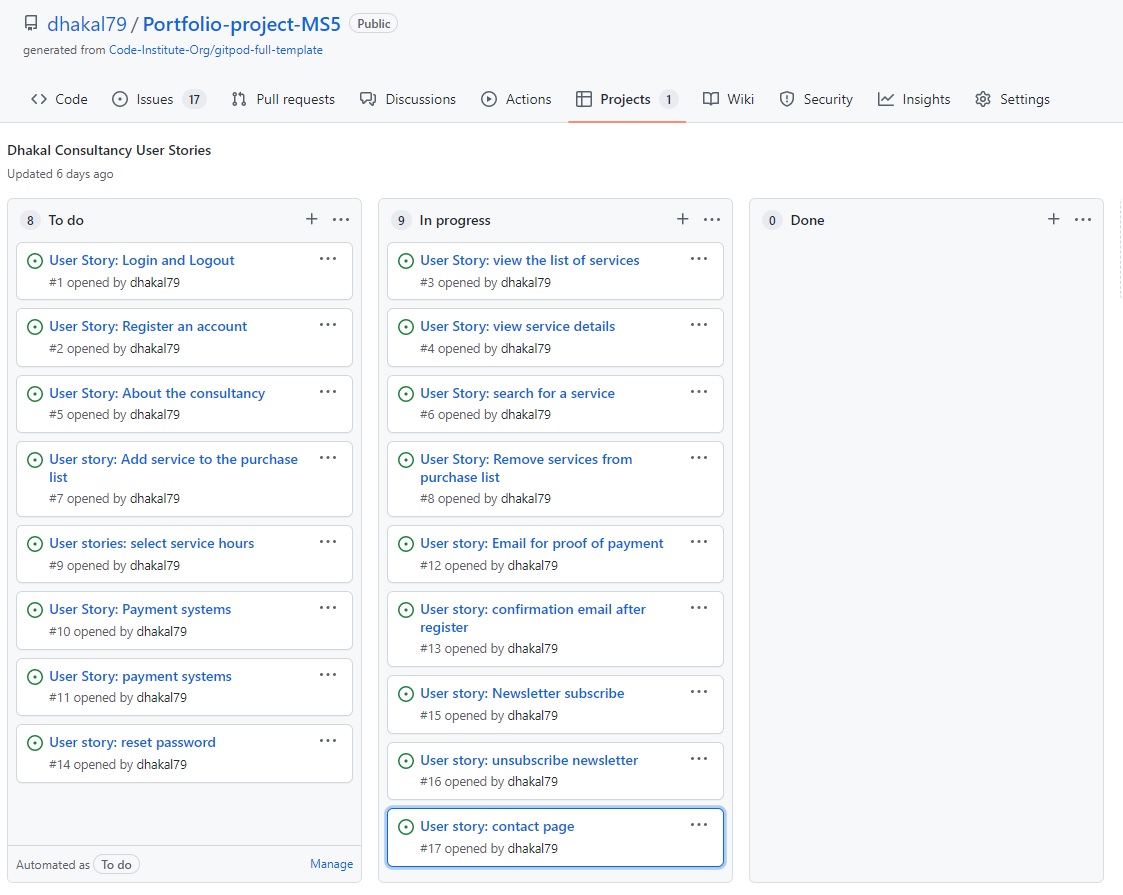 dhakal79 / Portfolio-project-MS5 Public
generated from Code-Institute-Org/gitpod-full-template
Code Issues 17 Pull requests Discussions Actions Projects 1 Wiki Security Insights Settings
Dhakal Consultancy User Stories
Updated 6 days ago
8 To do
User Story: Login and Logout
#1 opened by dhakal79
User Story: Register an account
#2 opened by dhakal79
User Story: About the consultancy
#5 opened by dhakal79
User story: Add service to the purchase
list
#7 opened by dhakal79
User stories: select service hours
#9 opened by dhakal79
User Story: Payment systems
#10 opened by dhakal79
User Story: payment systems
#11 opened by dhakal79
User story: reset password
#14 opened by dhakal79
Automated as To do Manage
9 In progress
User Story: view the list of services
#3 opened by dhakal79
User Story: view service details
#4 opened by dhakal79
User Story: search for a service
#6 opened by dhakal79
User Story: Remove services from
purchase list
#8 opened by dhakal79
User story: Email for proof of payment
#12 opened by dhakal79
User story: confirmation email after
register
#13 opened by dhakal79
User story: Newsletter subscribe
#15 opened by dhakal79
User story: unsubscribe newsletter
#16 opened by dhakal79
User story: contact page
#17 opened by dhakal79
0 Done